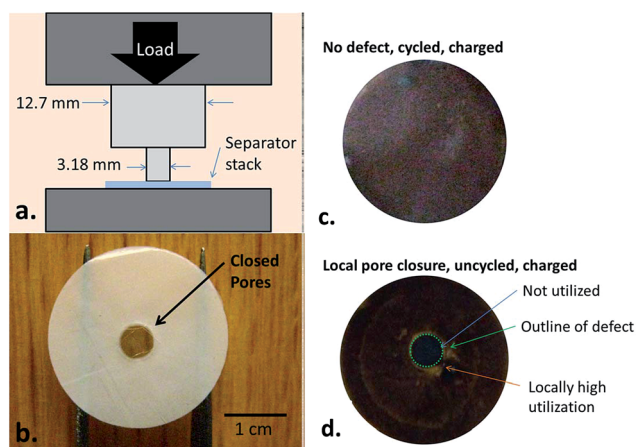 Load
12.7 mm
3.18 mm
Separator
stack
a.
Closed
Pores
1 cm
b.
No defect, cycled, charged
c.
Local pore closure, uncycled, charged
Not utilized
Outline of defect
Locally high
utilization
d.